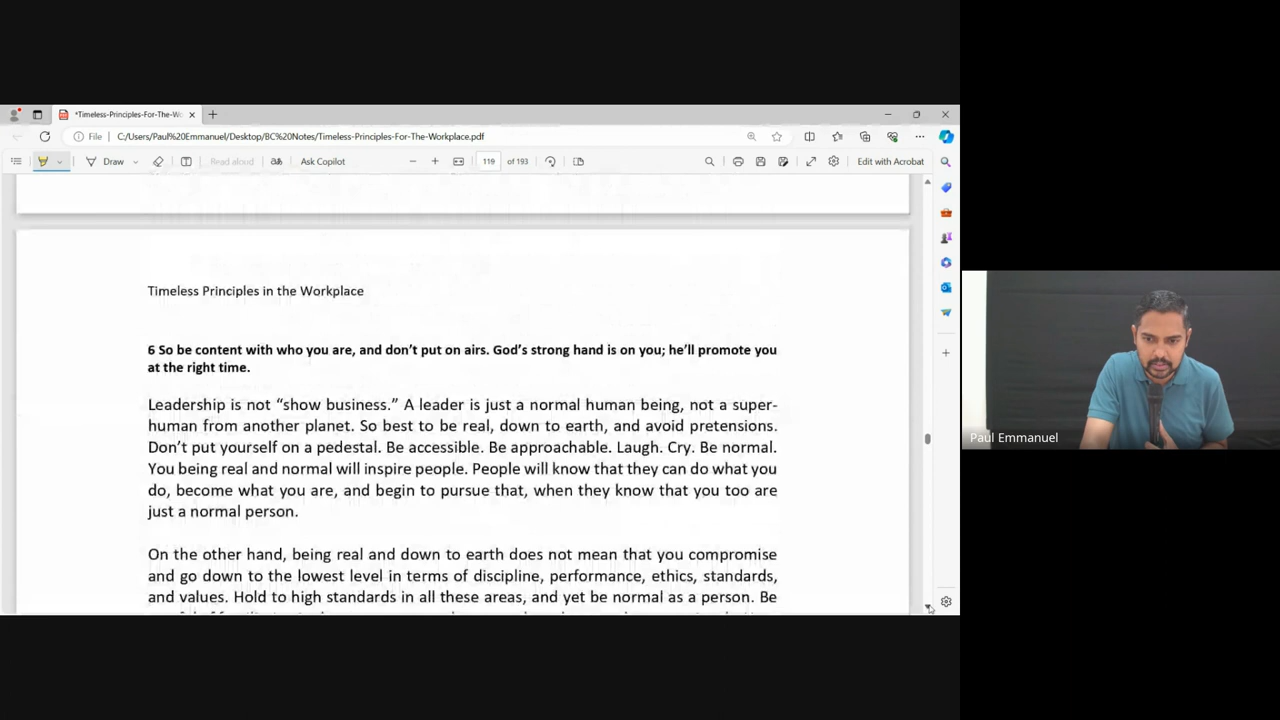 *Timeless-Principles-For-The-Wo
File
C:/Users/Paul%20Emmanuel/Desktop/BC%20Notes/Timeless-Principles-For-The-Workplace.pdf
Draw
Read aloud
aあ
Ask Copilot
119 of 193
Edit with Acrobat
Timeless Principles in the Workplace
6 So be content with who you are, and don’t put on airs. God’s strong hand is on you; he’ll promote you
at the right time.
Leadership is not “show business.” A leader is just a normal human being, not a super-
human from another planet. So best to be real, down to earth, and avoid pretensions.
Don’t put yourself on a pedestal. Be accessible. Be approachable. Laugh. Cry. Be normal.
You being real and normal will inspire people. People will know that they can do what you
do, become what you are, and begin to pursue that, when they know that you too are
just a normal person.
On the other hand, being real and down to earth does not mean that you compromise
and go down to the lowest level in terms of discipline, performance, ethics, standards,
and values. Hold to high standards in all these areas, and yet be normal as a person. Be
Paul Emmanuel